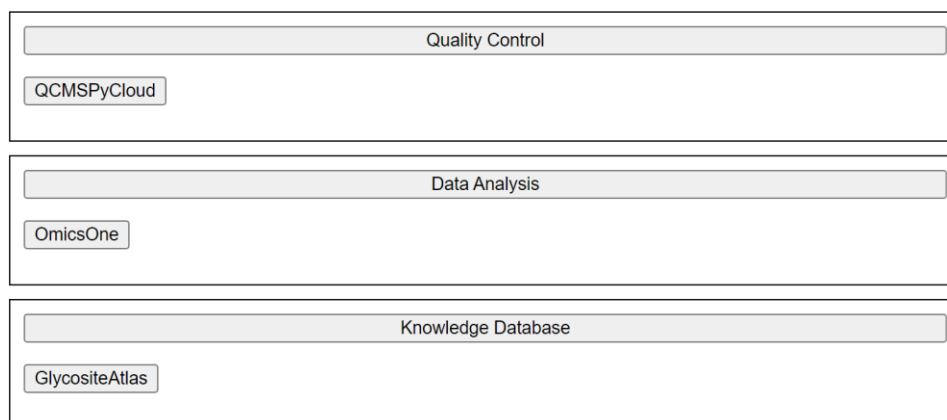 Quality Control
QCMSPyCloud
Data Analysis
OmicsOne
Knowledge Database
GlycositeAtlas